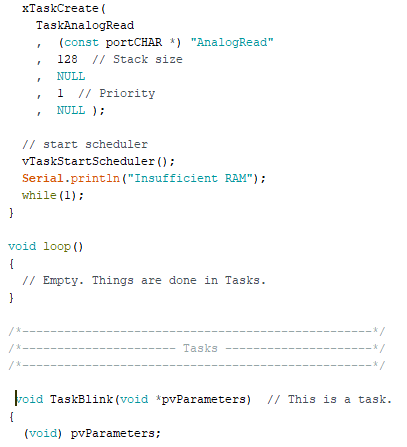 xTaskCreate(
TaskAnalogRead
, (const portCHAR *) "AnalogRead"
, 128 // Stack size
, NULL
, 1 // Priority
, NULL );
// start scheduler
vTaskStartScheduler();
Serial.println("Insufficient RAM");
while(1);
}
void loop()
{
// Empty. Things are done in Tasks.
}
/*--------------------------------------------------*/
/*---------------------- Tasks ---------------------*/
/*--------------------------------------------------*/
void TaskBlink(void *pvParameters) // This is a task.
{
(void) pvParameters;